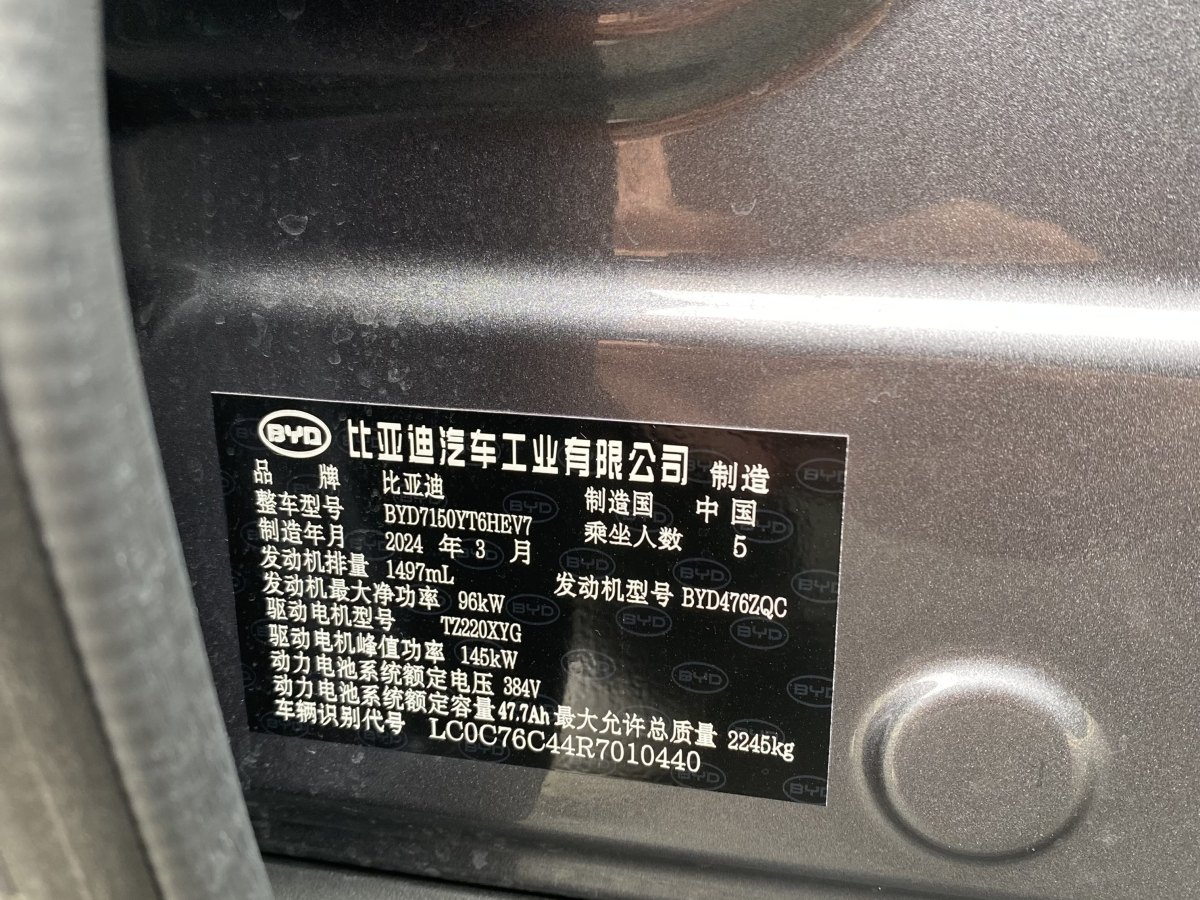 BYD 比亚迪汽车工业有限公司 制造
品 牌 比亚迪 制造国 中国
整车型号 BYD7150YT6HEV7 乘坐人数 5
制造年月 2024 年 3 月
发动机排量 1497mL 发动机型号 BYD476ZQC
发动机最大净功率 96kW
驱动电机型号 TZ220XYG
驱动电机峰值功率 145kW
动力电池系统额定电压 384V
动力电池系统额定容量 47.7Ah 最大允许总质量 2245kg
车辆识别代号 LC0C76C44R7010440